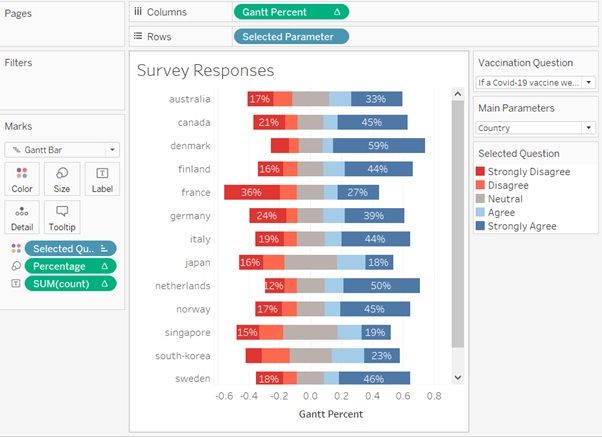 Pages
iii Columns
Gantt Percent Δ
Rows
Selected Parameter
Filters
Marks
Gantt Bar
Color
Size
Label
Detail
Tooltip
Selected Qu..
Percentage Δ
SUM(count) Δ
Survey Responses
australia 17% 33%
canada 21% 45%
denmark 59%
finland 16% 44%
france 36% 27%
germany 24% 39%
italy 19% 44%
japan 16% 18%
netherlands 12% 50%
norway 17% 45%
singapore 15% 19%
south-korea 23%
sweden 18% 46%
-0.6 -0.4 -0.2 0.0 0.2 0.4 0.6 0.8
Gantt Percent
Vaccination Question
If a Covid-19 vaccine we...
Main Parameters
Country
Selected Question
Strongly Disagree
Disagree
Neutral
Agree
Strongly Agree